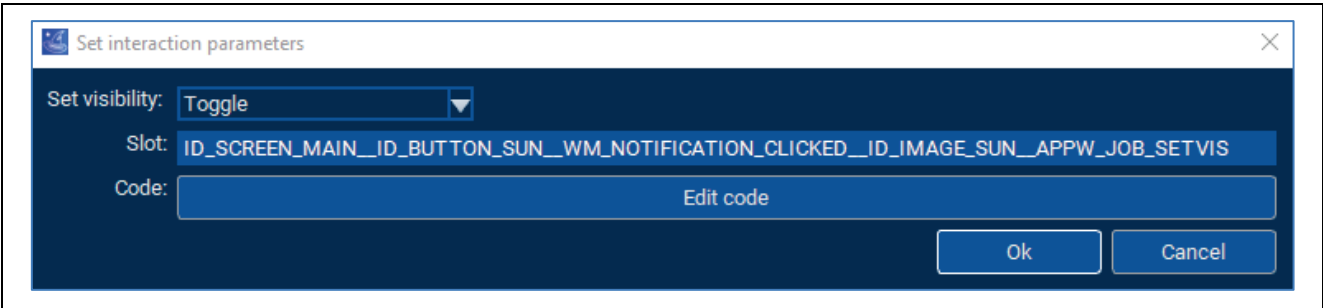 Set interaction parameters
Set visibility: Toggle
Slot: ID_SCREEN_MAIN__ID_BUTTON_SUN__WM_NOTIFICATION_CLICKED__ID_IMAGE_SUN__APPW_JOB_SETVIS
Code: Edit code
Ok Cancel